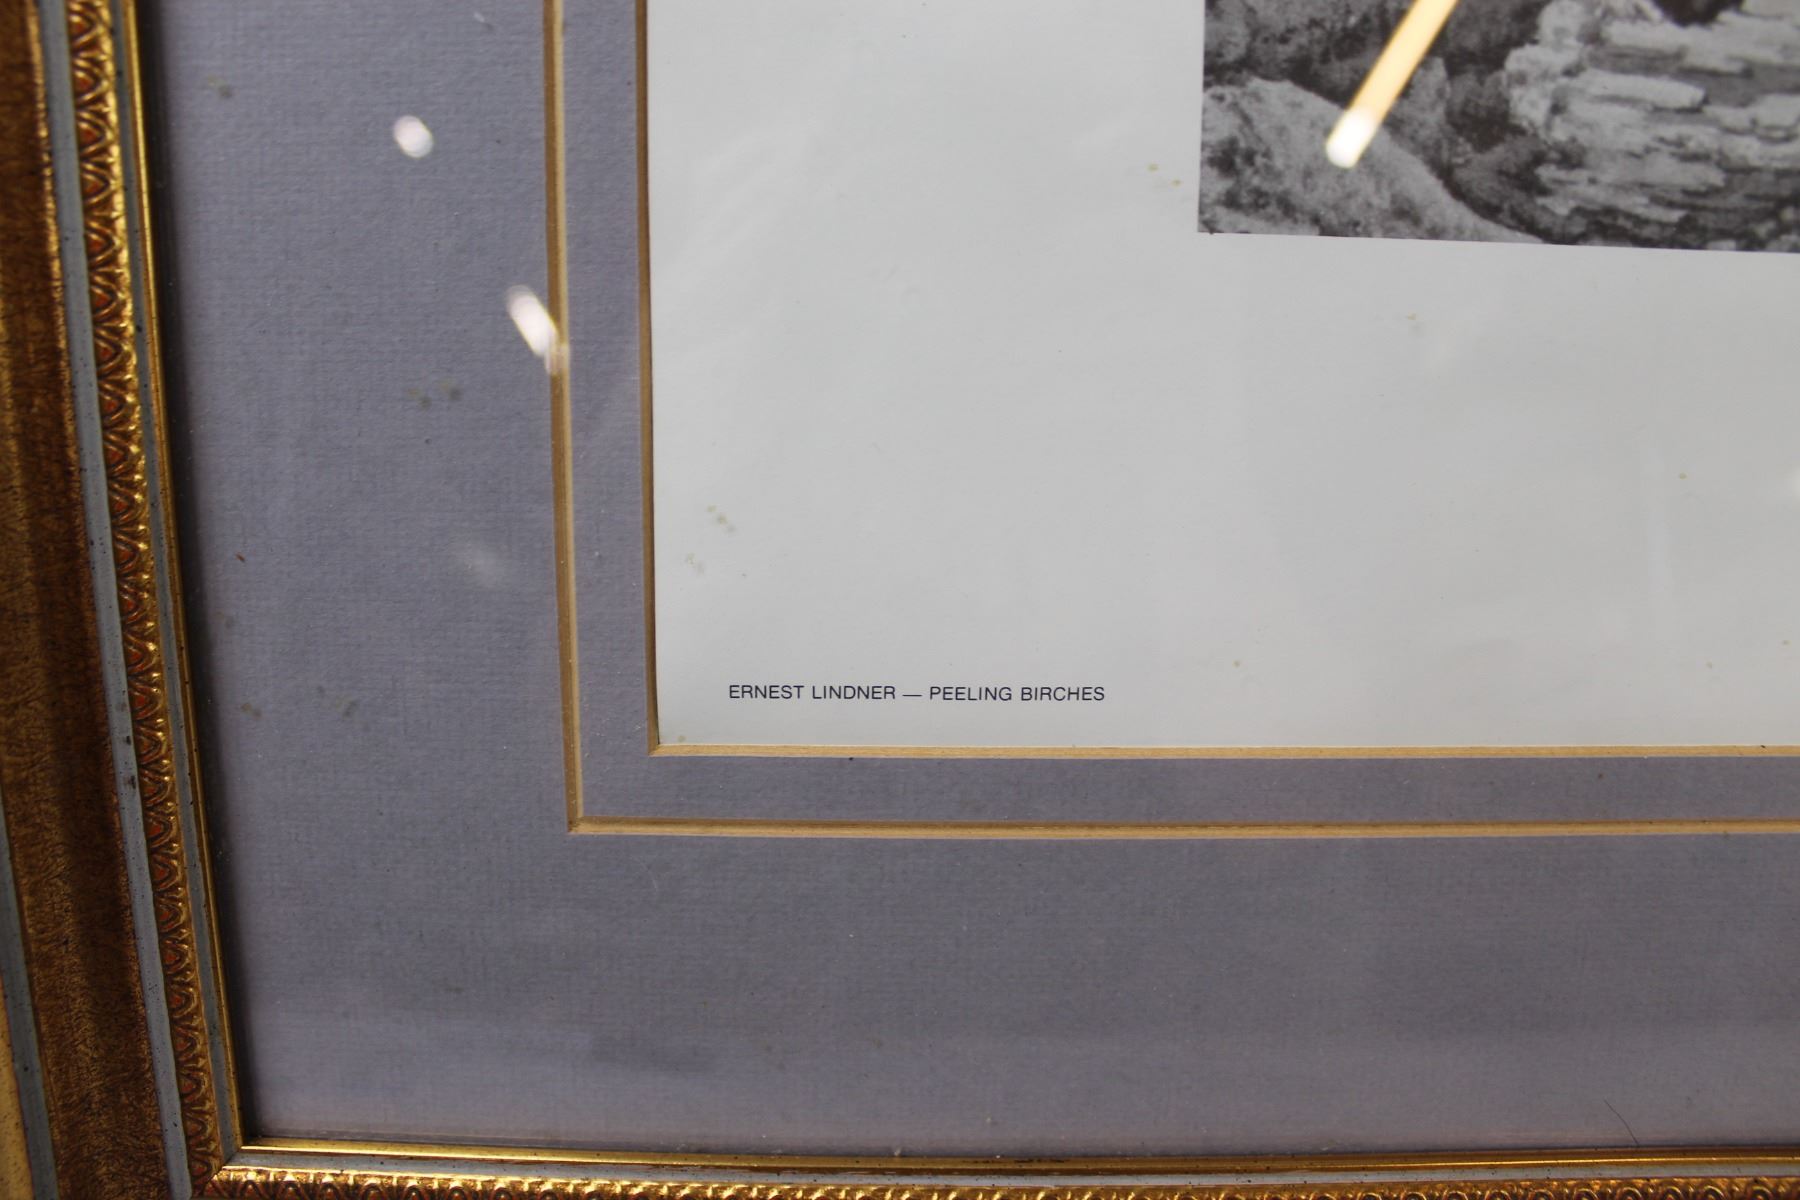 ERNEST LINDNER — PEELING BIRCHES